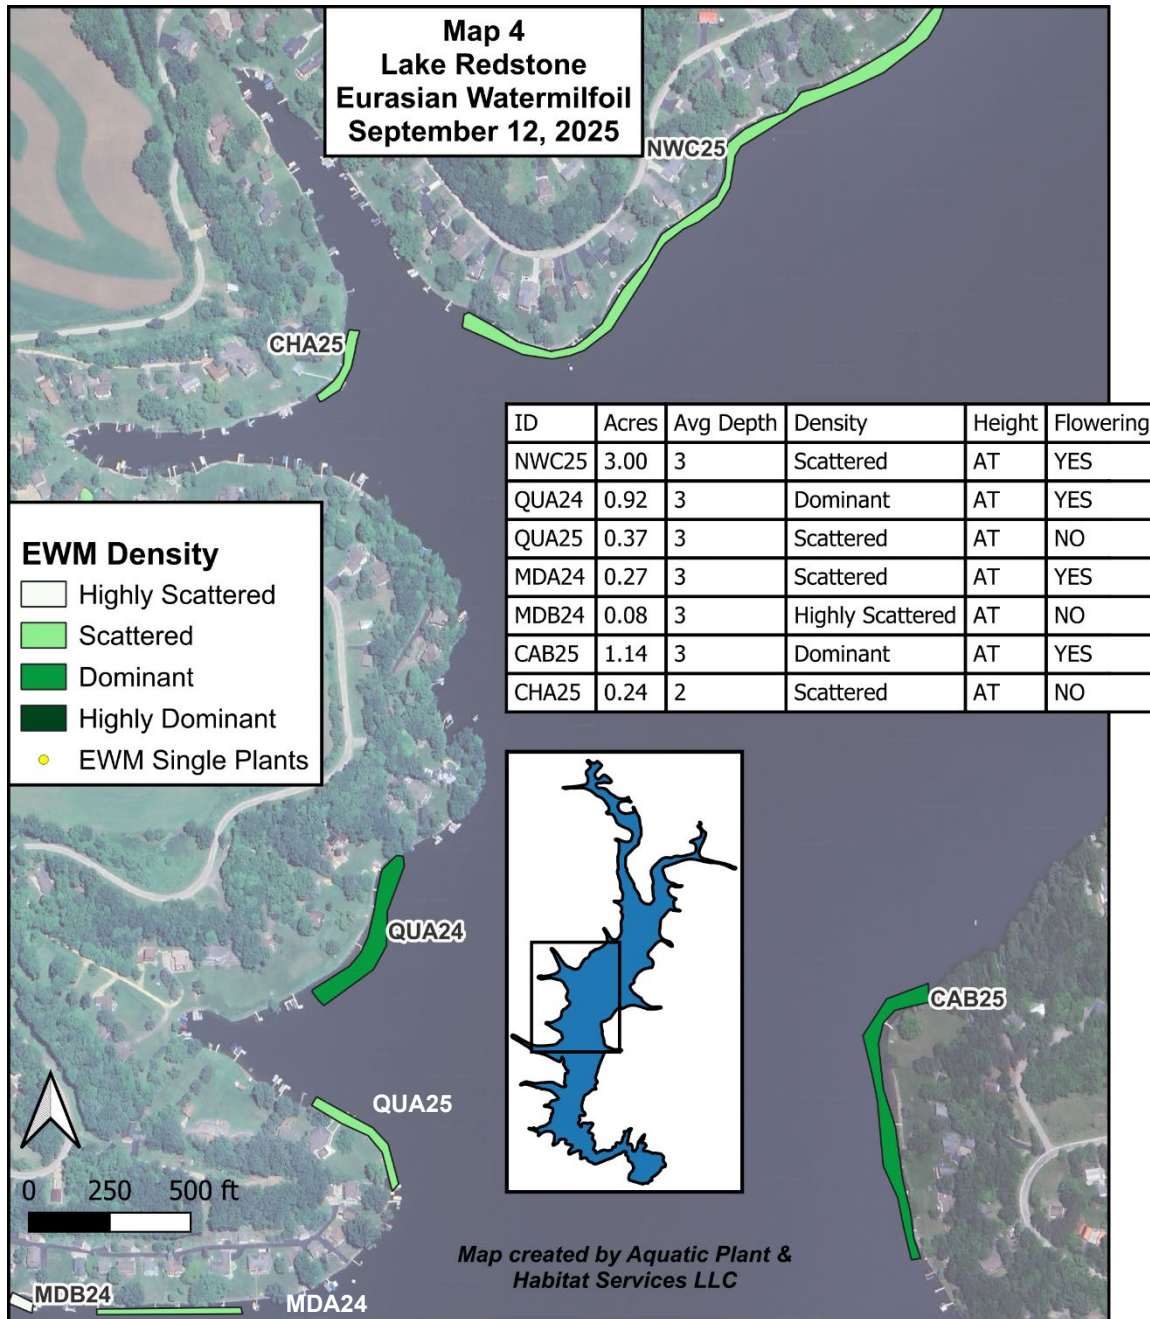 Map 4
Lake Redstone
Eurasian Watermilfoil
September 12, 2025
NWC25
CHA25
ID Acres Avg Depth Density Height Flowering
NWC25 3.00 3 Scattered AT YES
QUA24 0.92 3 Dominant AT YES
QUA25 0.37 3 Scattered AT NO
MDA24 0.27 3 Scattered AT YES
MDB24 0.08 3 Highly Scattered AT NO
CAB25 1.14 3 Dominant AT YES
CHA25 0.24 2 Scattered AT NO
EWM Density
Highly Scattered
Scattered
Dominant
Highly Dominant
EWM Single Plants
QUA24
CAB25
QUA25
0 250 500 ft
Map created by Aquatic Plant &
Habitat Services LLC
MDB24
MDA24